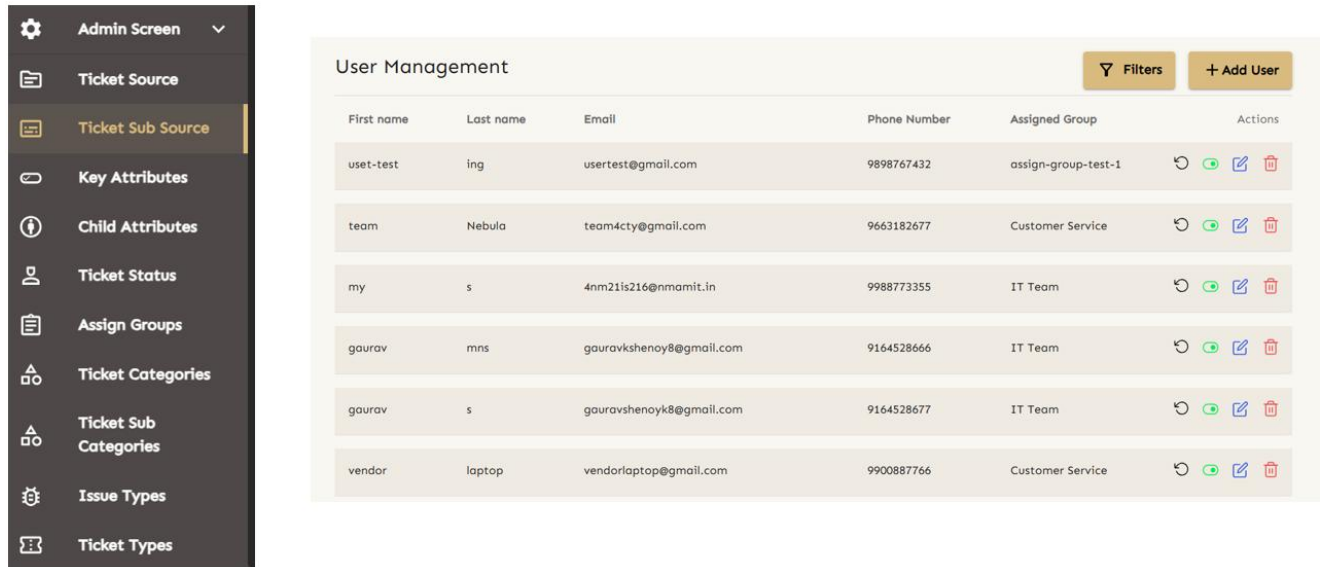 Admin Screen
Ticket Source
Ticket Sub Source
Key Attributes
Child Attributes
Ticket Status
Assign Groups
Ticket Categories
Ticket Sub
Categories
Issue Types
Ticket Types
User Management
Filters
+ Add User
First name Last name Email Phone Number Assigned Group Actions
uset-test ing usertest@gmail.com 9898767432 assign-group-test-1
team Nebula team4cty@gmail.com 9663182677 Customer Service
my s 4nm21is216@nmamit.in 9988773355 IT Team
gaurav mns gauravkshenoy8@gmail.com 9164528666 IT Team
gaurav s gauravshenoyk8@gmail.com 9164528677 IT Team
vendor laptop vendorlaptop@gmail.com 9900887766 Customer Service